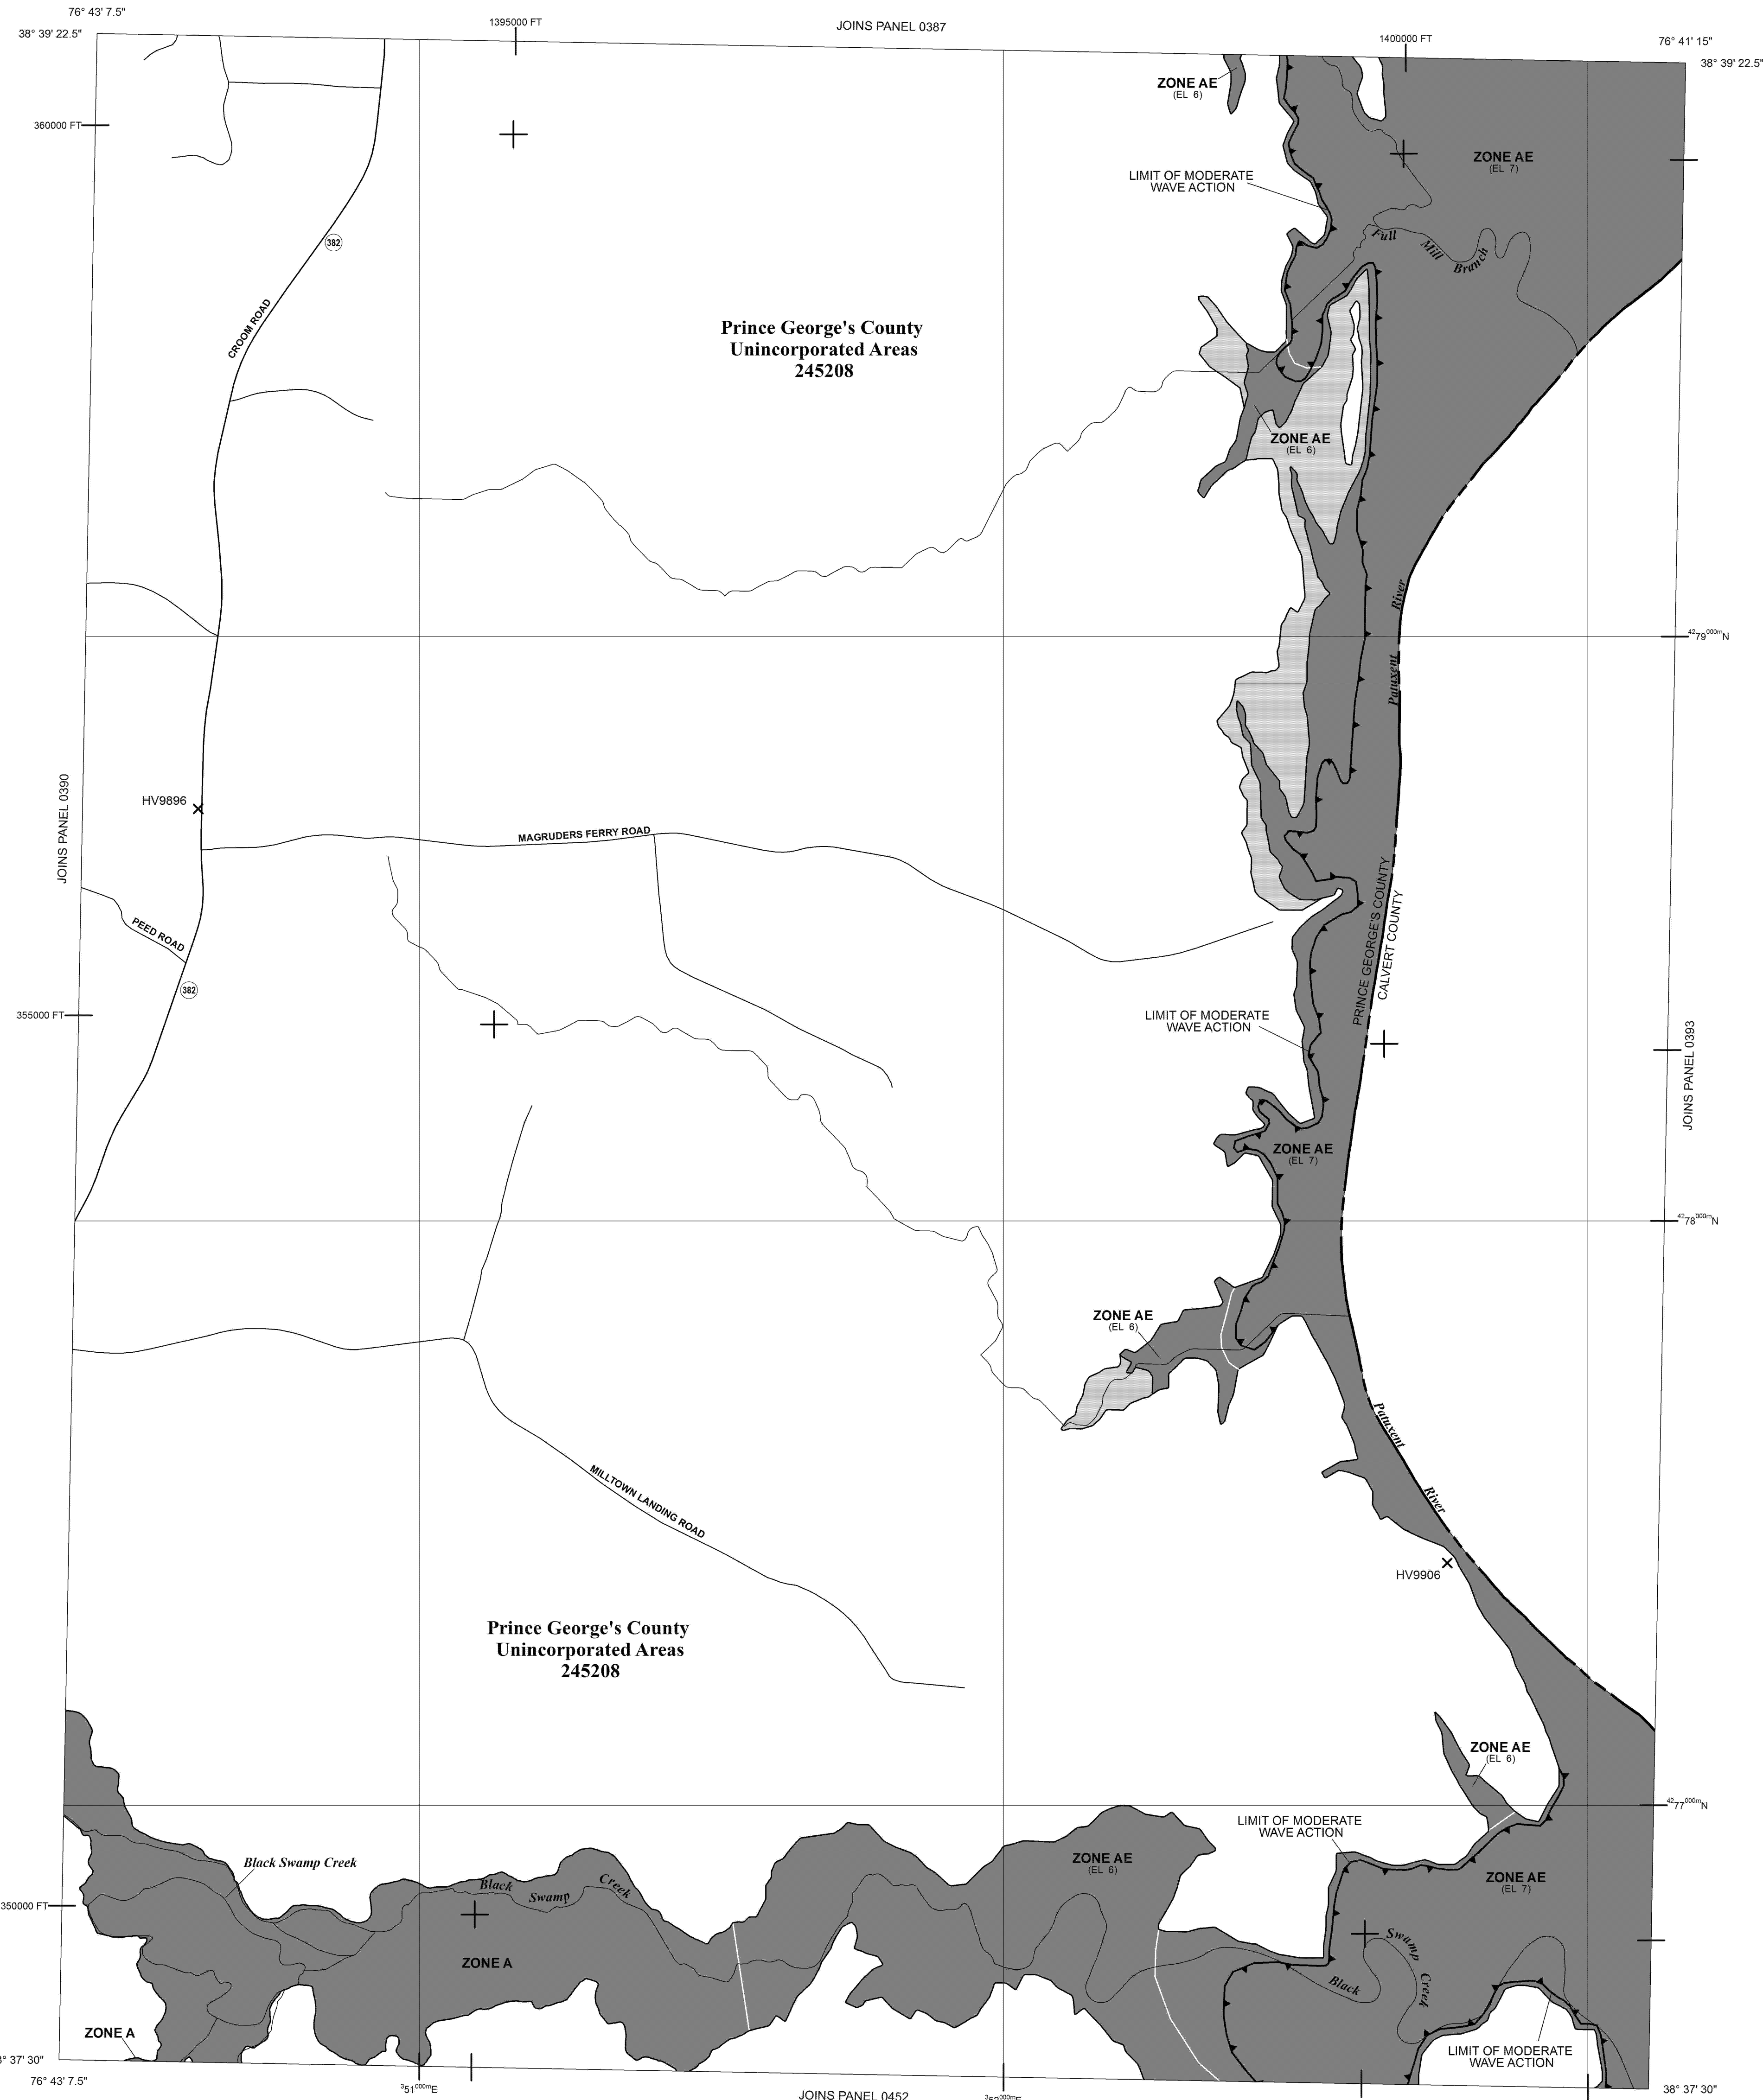 76° 43' 7.5"
38° 39' 22.5"
1395000 FT
JOINS PANEL 0387
1400000 FT
76° 41' 15"
38° 39' 22.5"
ZONE AE
(EL 6)
360000 FT
ZONE AE
(EL 7)
LIMIT OF MODERATE
WAVE ACTION
382
Full Mill Branch
CROOM ROAD
Prince George's County
Unincorporated Areas
245208
ZONE AE
(EL 6)
Patuxent River
4279000mN
JOINS PANEL 0390
HV9896
MAGRUDERS FERRY ROAD
PEED ROAD
382
PRINCE GEORGE'S COUNTY
CALVERT COUNTY
355000 FT
LIMIT OF MODERATE
WAVE ACTION
JOINS PANEL 0393
ZONE AE
(EL 7)
4278000mN
ZONE AE
(EL 6)
Patuxent River
MILLTOWN LANDING ROAD
HV9906
Prince George's County
Unincorporated Areas
245208
ZONE AE
(EL 6)
4277000mN
LIMIT OF MODERATE
WAVE ACTION
Black Swamp Creek
ZONE AE
(EL 6)
ZONE AE
(EL 7)
Black Swamp Creek
350000 FT
ZONE A
Black Swamp Creek
ZONE A
LIMIT OF MODERATE
WAVE ACTION
8° 37' 30"
76° 43' 7.5"
351000mE
JOINS PANEL 0452
38° 37' 30"